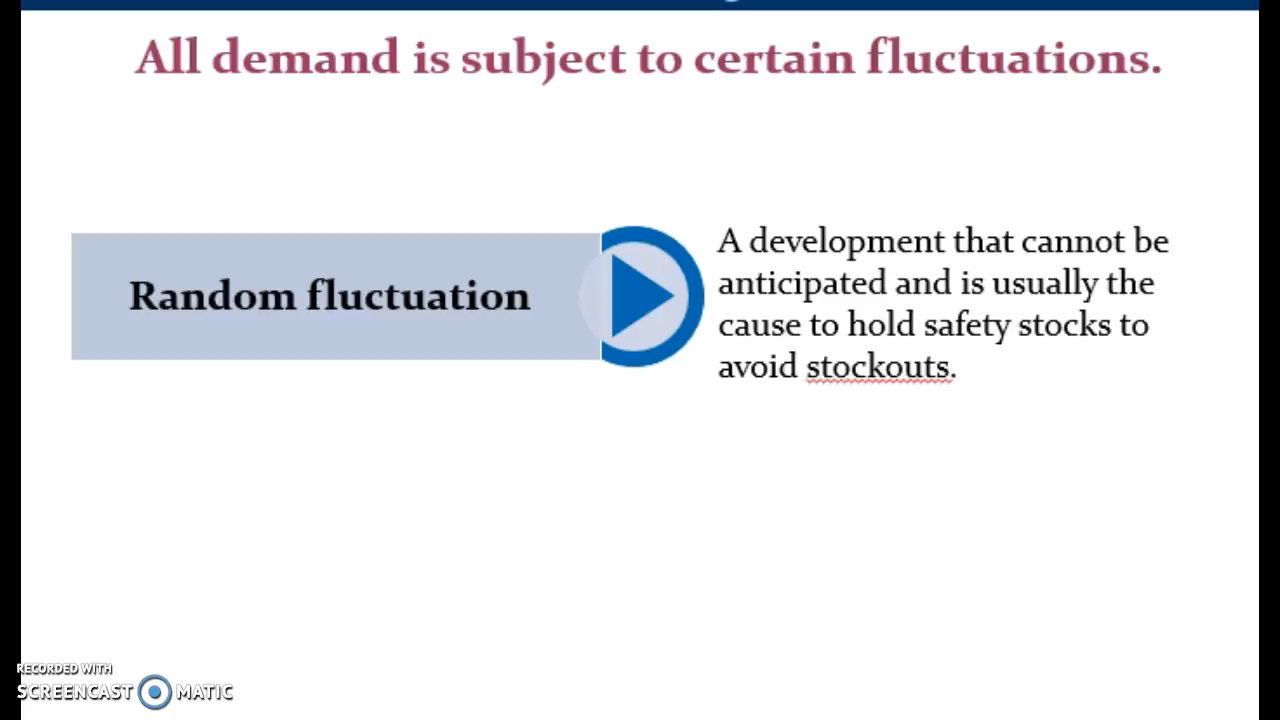 All demand is subject to certain fluctuations.
Random fluctuation
A development that cannot be
anticipated and is usually the
cause to hold safety stocks to
avoid stockouts.
RECORDED WITH
SCREENCAST MATIC